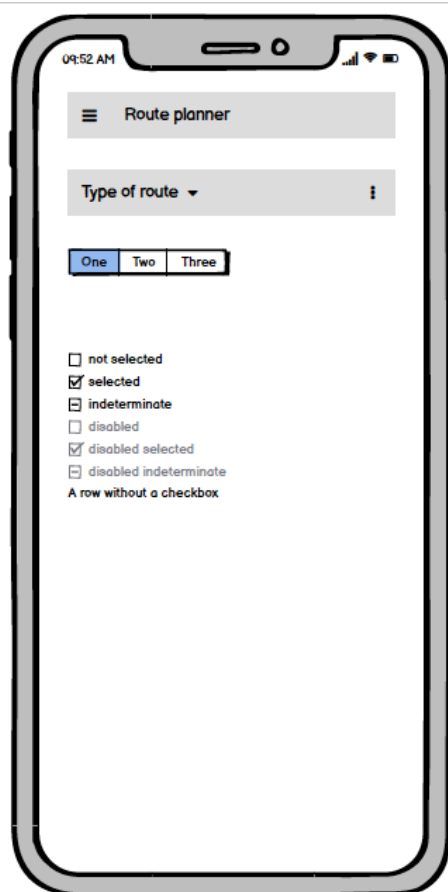 09:52 AM
Route planner
Type of route
One Two Three
not selected
selected
indeterminate
disabled
disabled selected
disabled indeterminate
A row without a checkbox